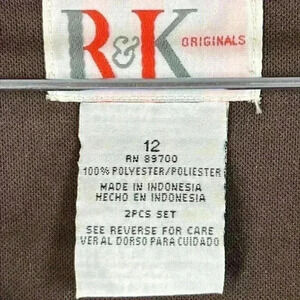 R&K ORIGINALS
12
RN 89700
100% POLYESTER/POLIESTER
MADE IN INDONESIA
HECHO EN INDONESIA
2PCS SET
SEE REVERSE FOR CARE
VER AL DORSO PARA CUIDADO